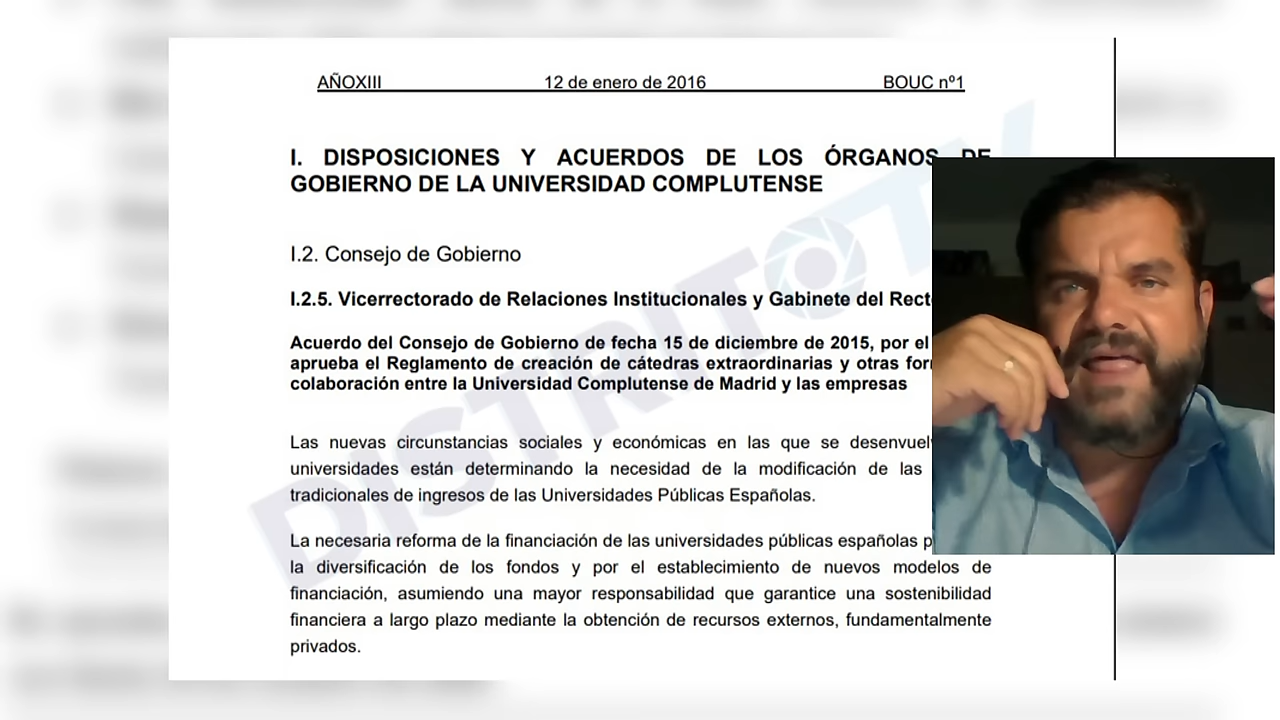 AÑOXIII 12 de enero de 2016 BOUC nº1
I. DISPOSICIONES Y ACUERDOS DE LOS ÓRGANOS DE
GOBIERNO DE LA UNIVERSIDAD COMPLUTENSE
I.2. Consejo de Gobierno
I.2.5. Vicerrectorado de Relaciones Institucionales y Gabinete del
Acuerdo del Consejo de Gobierno de fecha 15 de diciembre de 2015, por el
aprueba el Reglamento de creación de cátedras extraordinarias y otras
colaboración entre la Universidad Complutense de Madrid y las empresas
Las nuevas circunstancias sociales y económicas en las que se
universidades están determinando la necesidad de la modificación de las
tradicionales de ingresos de las Universidades Públicas Españolas.
La necesaria reforma de la financiación de las universidades públicas españolas
la diversificación de los fondos y por el establecimiento de nuevos modelos de
financiación, asumiendo una mayor responsabilidad que garantice una sostenibilidad
financiera a largo plazo mediante la obtención de recursos externos, fundamentalmente
privados.
DISTRITO TV